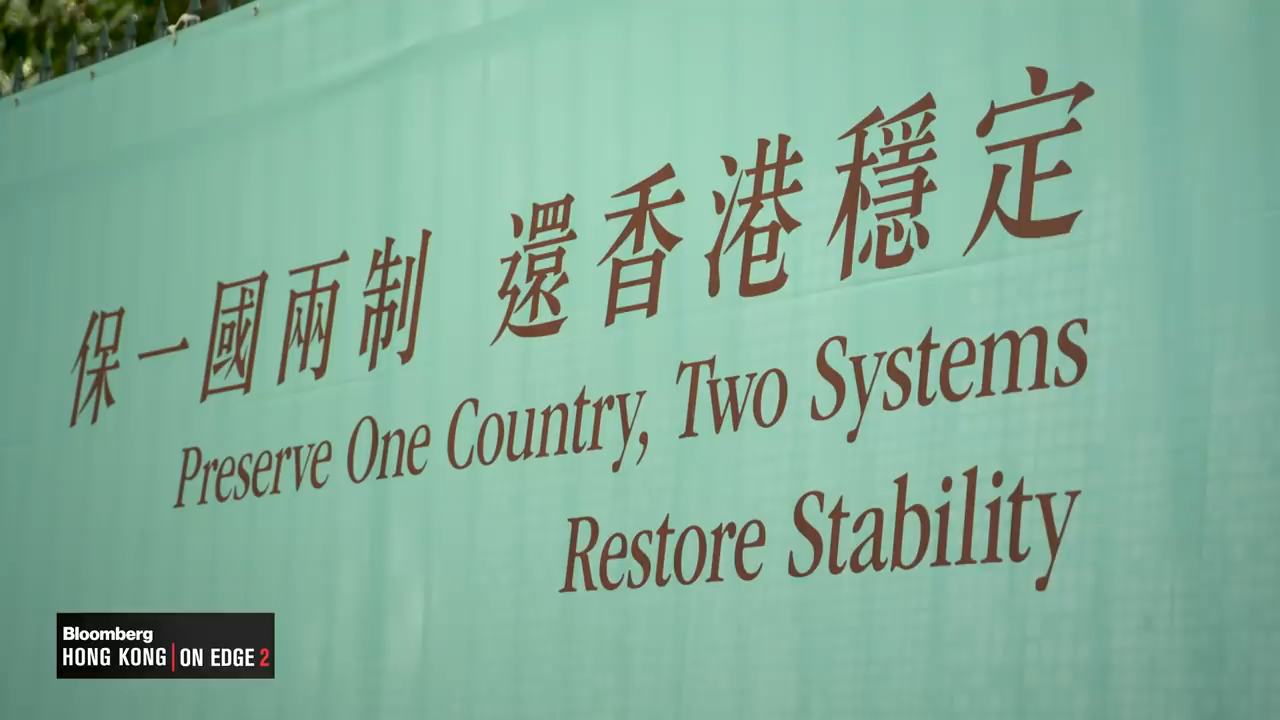 保一國兩制 還香港穩定
Preserve One Country, Two Systems
Restore Stability
Bloomberg
HONG KONG | ON EDGE 2